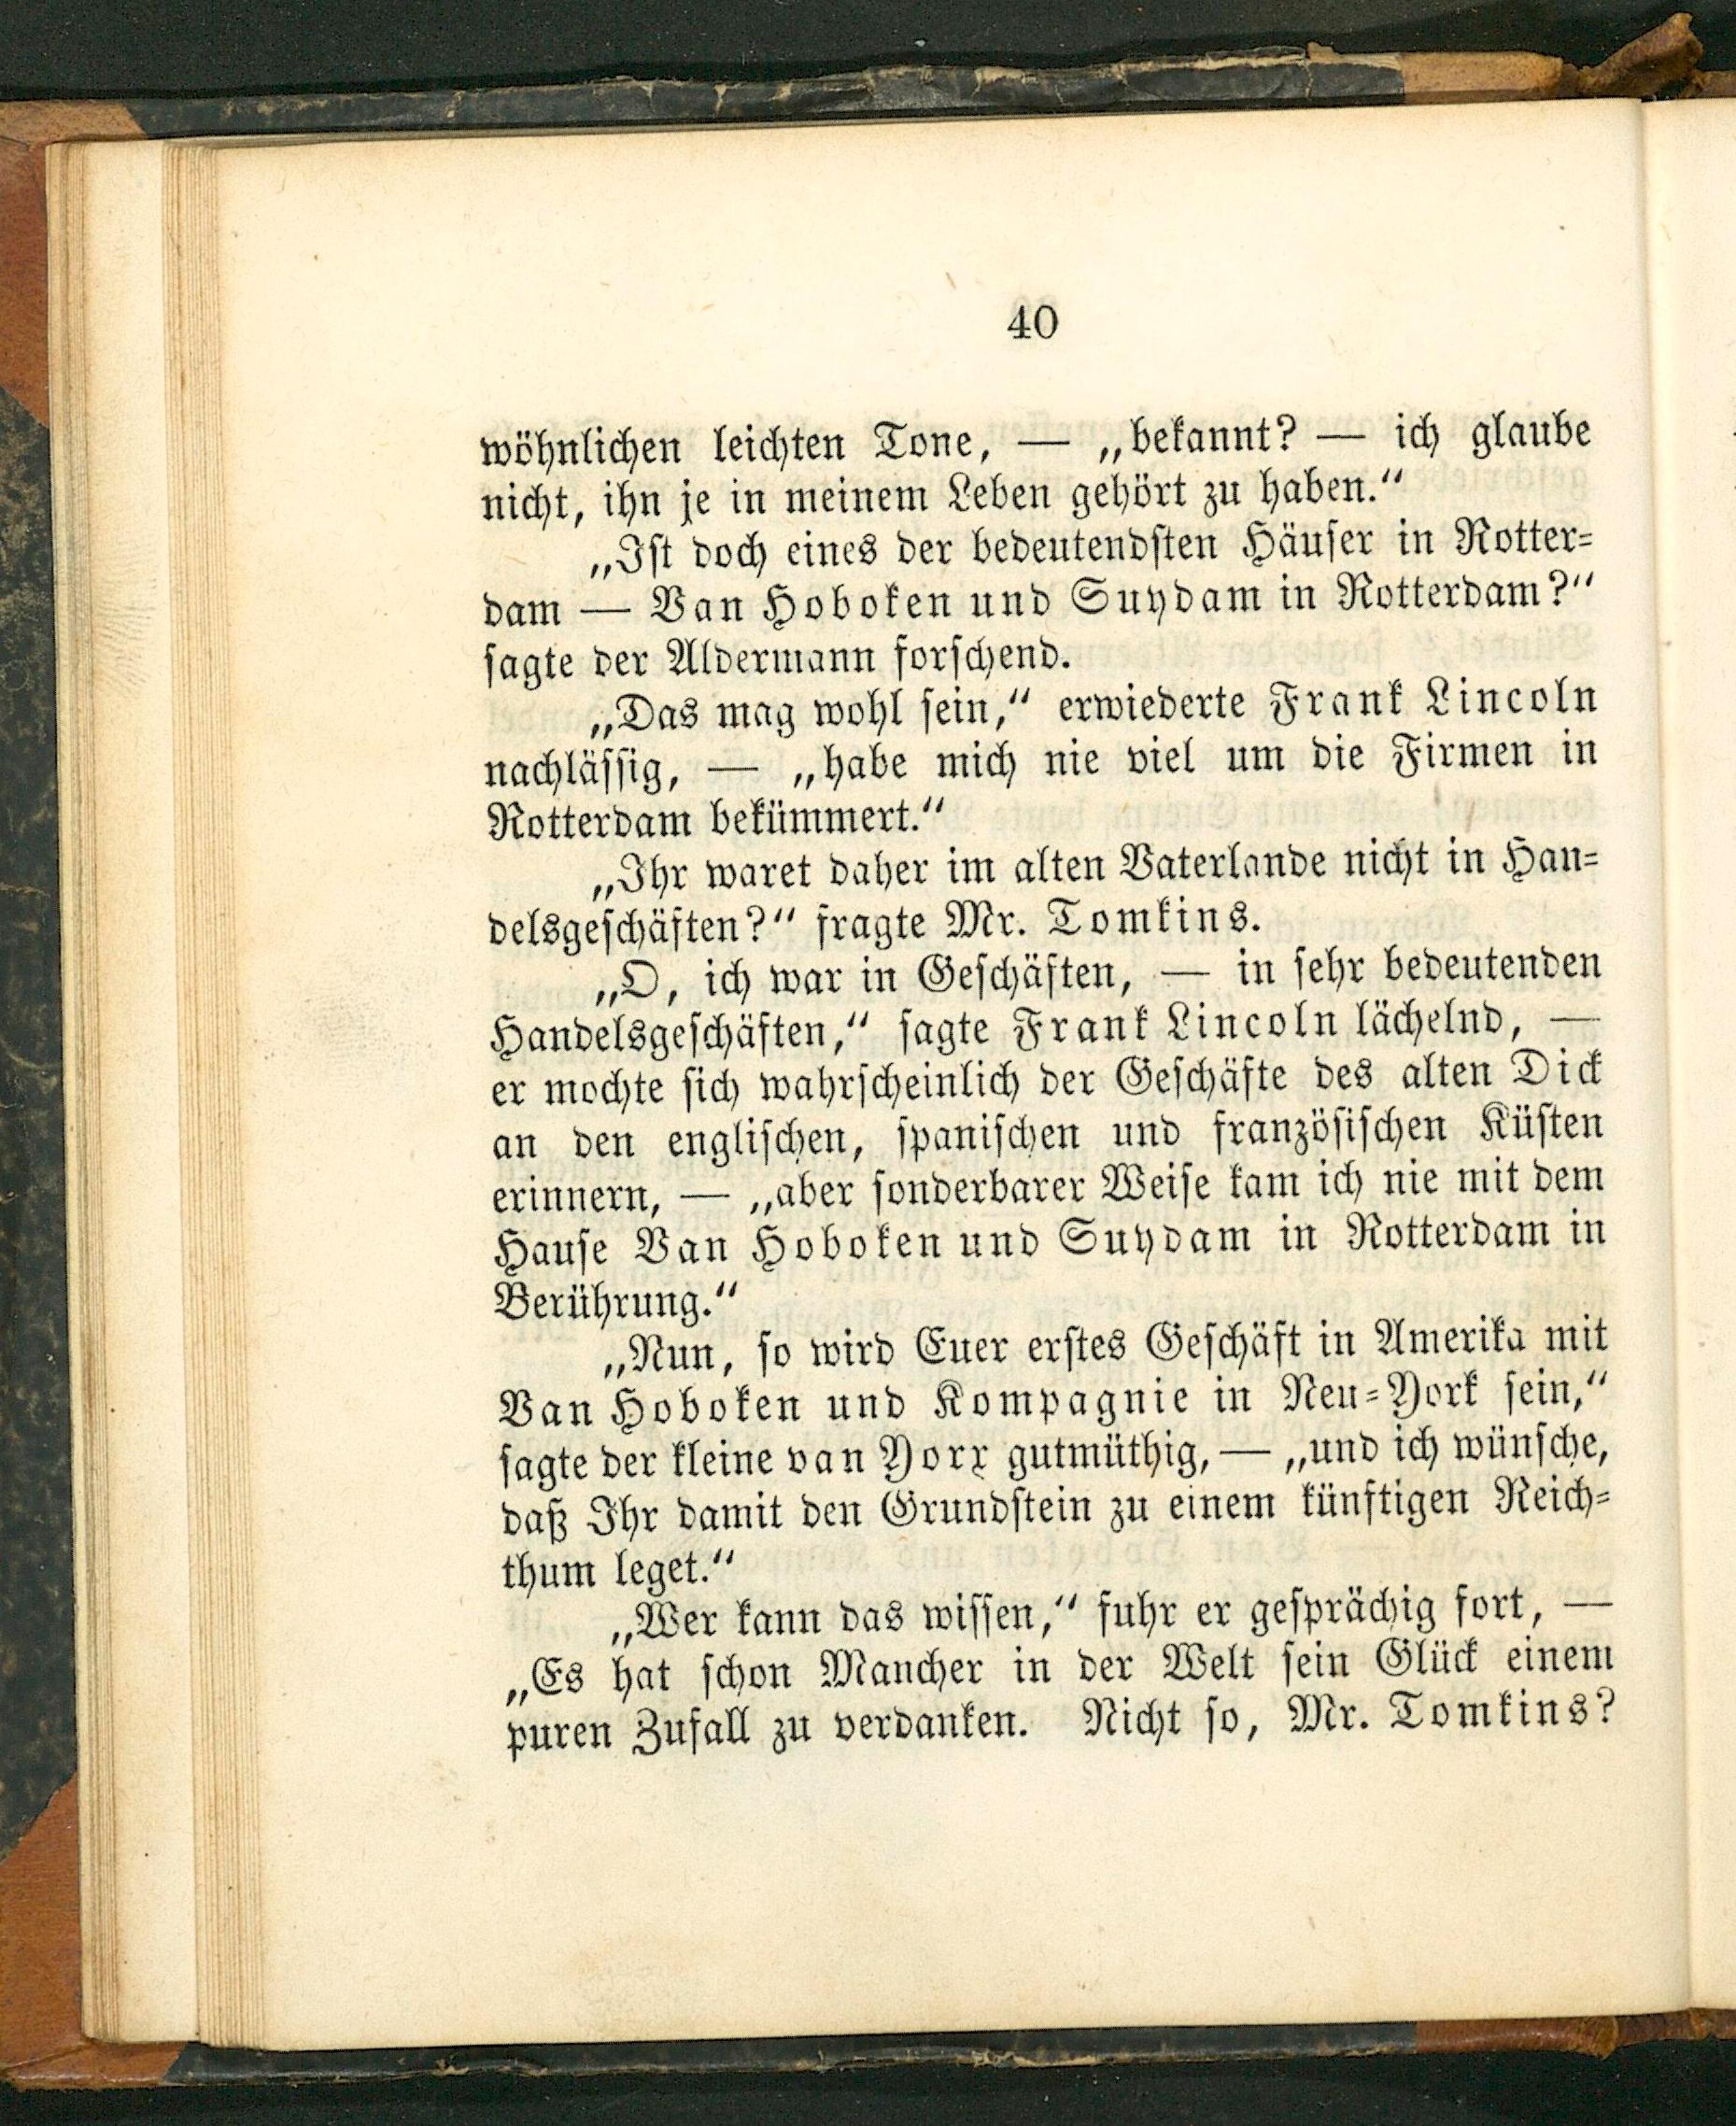 40
wöhnlichen leichten Tone, — „bekannt? — ich glaube
nicht, ihn je in meinem Leben gehört zu haben.“
„Ist doch eines der bedeutendsten Häuser in Rotter=
dam — Van Hoboken und Suydam in Rotterdam?“
sagte der Aldermann forschend.
„Das mag wohl sein,“ erwiederte Frank Lincoln
nachlässig, — „habe mich nie viel um die Firmen in
Rotterdam bekümmert.“
„Ihr waret daher im alten Vaterlande nicht in Han=
delsgeschäften?“ fragte Mr. Tomkins.
„O, ich war in Geschäften, — in sehr bedeutenden
Handelsgeschäften,“ sagte Frank Lincoln lächelnd, —
er mochte sich wahrscheinlich der Geschäfte des alten Dick
an den englischen, spanischen und französischen Küsten
erinnern, — „aber sonderbarer Weise kam ich nie mit dem
Hause Van Hoboken und Suydam in Rotterdam in
Berührung.“
„Nun, so wird Euer erstes Geschäft in Amerika mit
Van Hoboken und Kompagnie in Neu=York sein,“
sagte der kleine van Yorx gutmüthig, — „und ich wünsche,
daß Ihr damit den Grundstein zu einem künftigen Reich=
thum leget.“
„Wer kann das wissen,“ fuhr er gesprächig fort, —
„Es hat schon Mancher in der Welt sein Glück einem
puren Zufall zu verdanken. Nicht so, Mr. Tomkins?